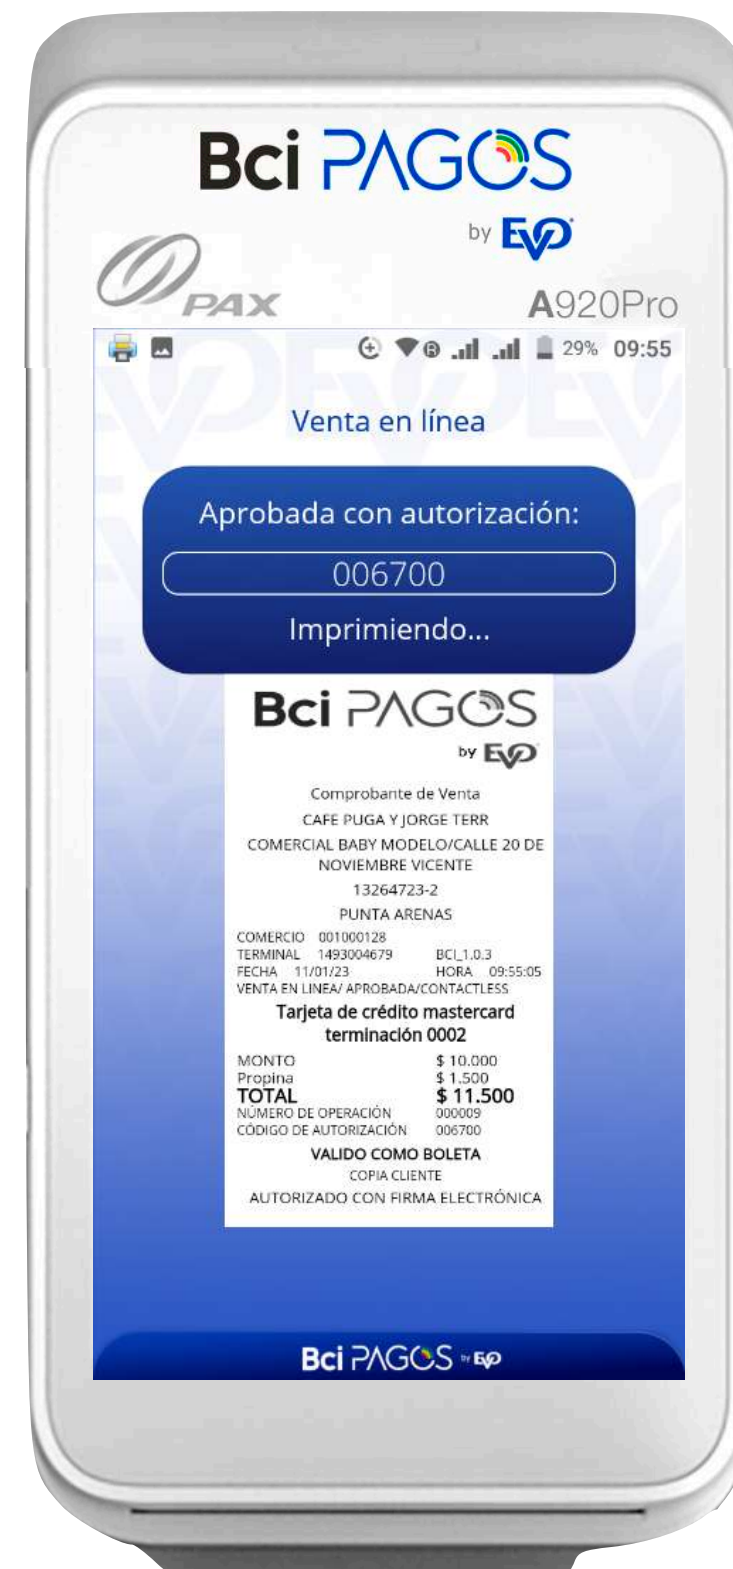 Bci PAGOS
by EVO
PAX
A920Pro
29% 09:55
Venta en línea
Aprobada con autorización:
006700
Imprimiendo...
Bci PAGOS
by EVO
Comprobante de Venta
CAFE PUGA Y JORGE TERR
COMERCIAL BABY MODELO/CALLE 20 DE
NOVIEMBRE VICENTE
13264723-2
PUNTA ARENAS
COMERCIO 001000128
TERMINAL 1493004679 BCI_1.0.3
FECHA 11/01/23 HORA 09:55:05
VENTA EN LINEA/ APROBADA/CONTACTLESS
Tarjeta de crédito mastercard
terminación 0002
MONTO $ 10.000
Propina $ 1.500
TOTAL $ 11.500
NÚMERO DE OPERACIÓN 000009
CÓDIGO DE AUTORIZACIÓN 006700
VALIDO COMO BOLETA
COPIA CLIENTE
AUTORIZADO CON FIRMA ELECTRÓNICA
Bci PAGOS by EVO